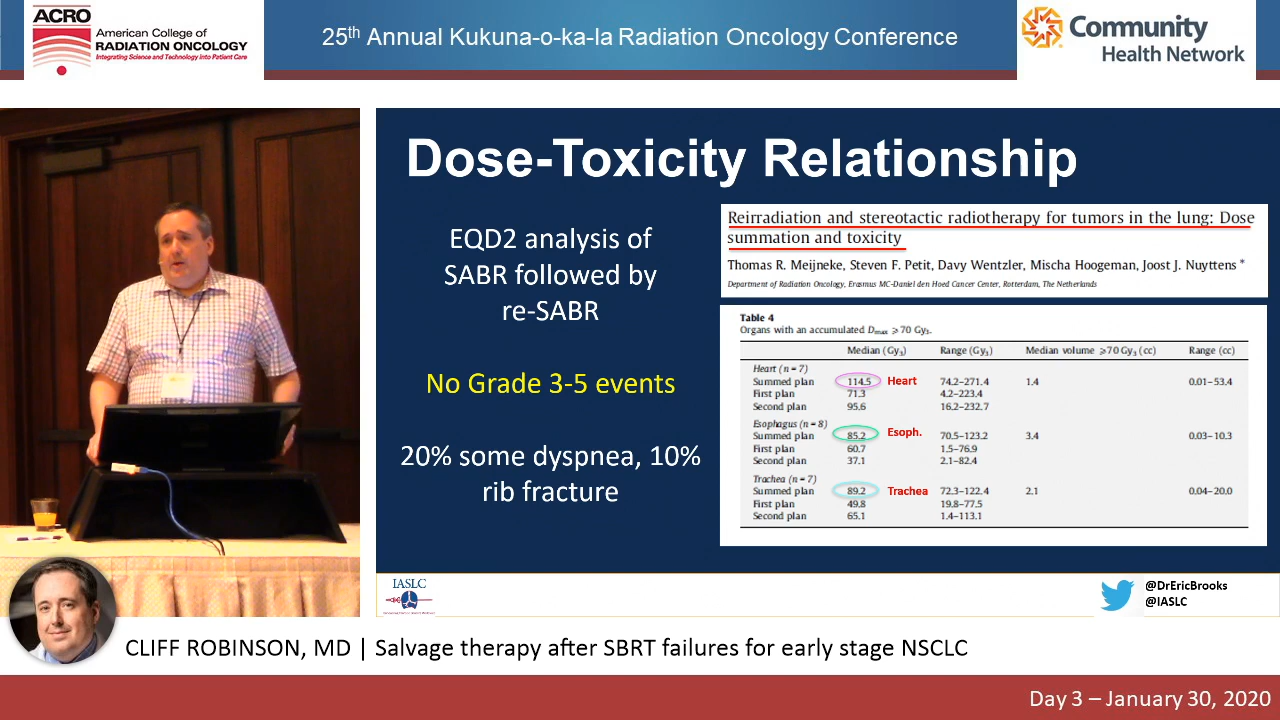 ACRO
American College of
RADIATION ONCOLOGY
Integrating Science and Technology into Patient Care
25th Annual Kukuna-o-ka-la Radiation Oncology Conference
Community
Health Network
Dose-Toxicity Relationship
EQD2 analysis of
SABR followed by
re-SABR
No Grade 3-5 events
20% some dyspnea, 10%
rib fracture
Reirradiation and stereotactic radiotherapy for tumors in the lung: Dose
summation and toxicity
Thomas R. Meijneke, Steven F. Petit, Davy Wentzler, Mischa Hoogeman, Joost J. Nuyttens *
Department of Radiation Oncology, Erasmus MC-Daniel den Hoed Cancer Center, Rotterdam, The Netherlands
Table 4
Organs with an accumulated Dmax ⩾ 70 Gy3.
Median (Gy3) Range (Gy3) Median volume ⩾70 Gy3 (cc) Range (cc)
Heart (n = 7)
Summed plan 114.5 Heart 74.2–271.4 1.4 0.01–53.4
First plan 71.3 4.2–223.4
Second plan 95.6 16.2–232.7
Esophagus (n = 8)
Summed plan 85.2 Esoph. 70.5–123.2 3.4 0.03–10.3
First plan 60.7 1.5–76.9
Second plan 37.1 2.1–82.4
Trachea (n = 7)
Summed plan 89.2 Trachea 72.3–122.4 2.1 0.04–20.0
First plan 49.8 19.8–77.5
Second plan 65.1 1.4–113.1
IASLC
@DrEricBrooks
@IASLC
CLIFF ROBINSON, MD | Salvage therapy after SBRT failures for early stage NSCLC
Day 3 – January 30, 2020